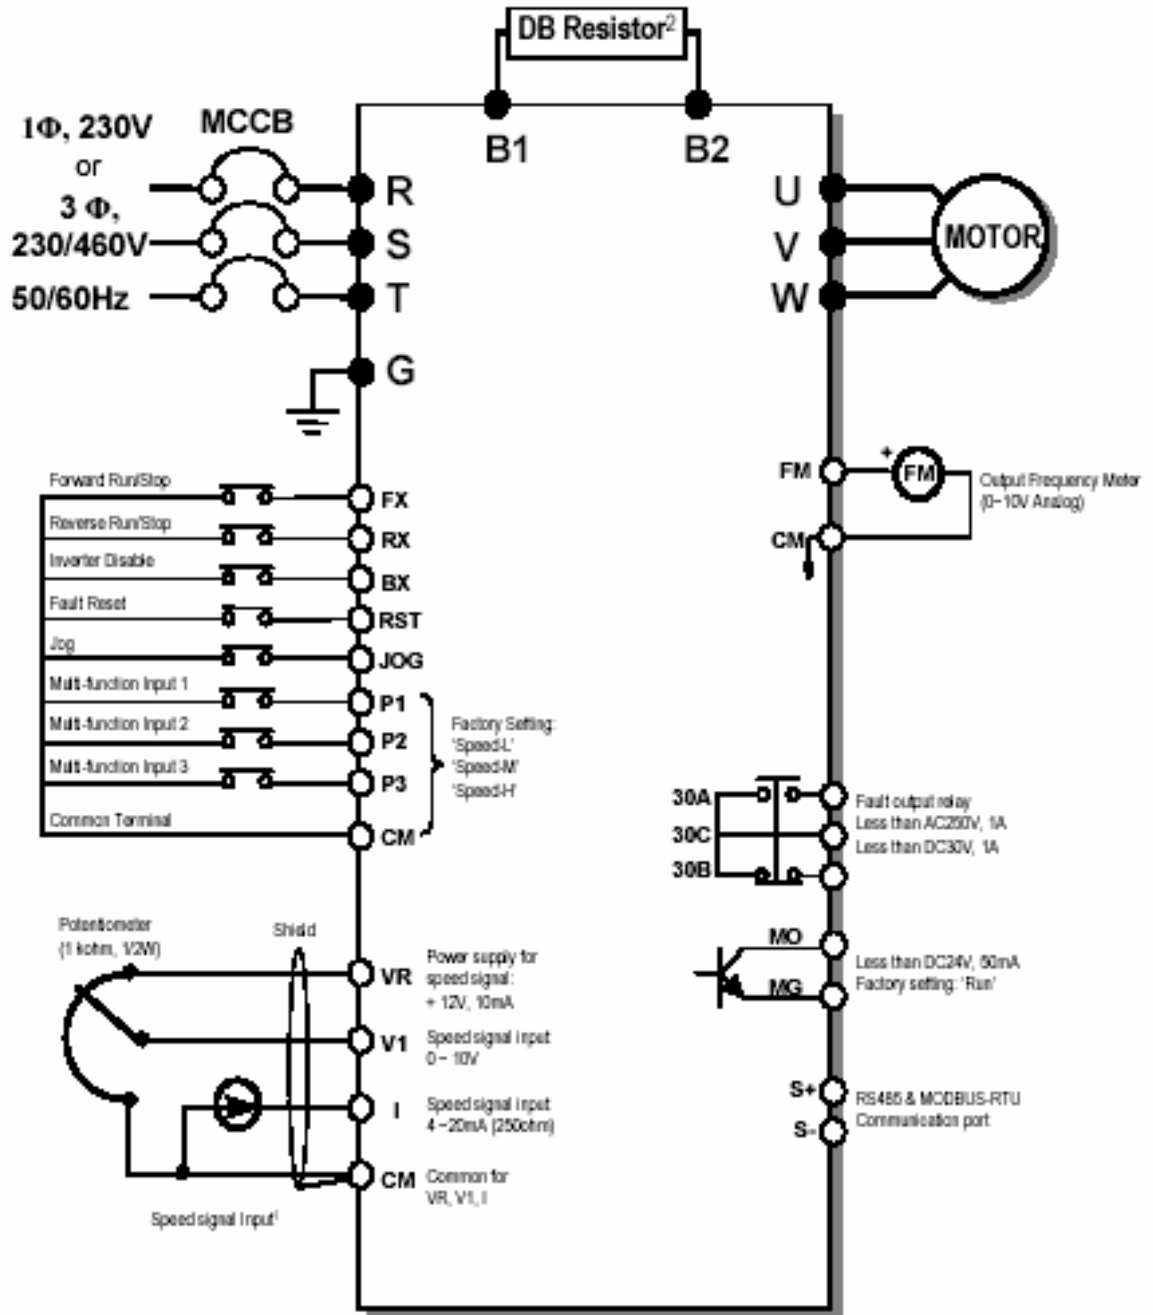 DB Resistor²
1Φ, 230V
or
3 Φ,
230/460V
50/60Hz
MCCB
B1
B2
R
S
T
G
U
V
W
MOTOR
Forward Run/Stop
FX
Reverse Run/Stop
RX
Inverter Disable
BX
Fault Reset
RST
Jog
JOG
Multi-function Input 1
P1
Multi-function Input 2
P2
Multi-function Input 3
P3
Common Terminal
CM
Factory Setting:
'Speed-L'
'Speed-M'
'Speed-H'
FM
+
FM
Output Frequency Meter
(0~10V Analog)
CM
30A
30C
30B
Fault output relay
Less than AC250V, 1A
Less than DC30V, 1A
MO
MG
Less than DC24V, 50mA
Factory setting: 'Run'
S+
S-
RS485 & MODBUS-RTU
Communication port
Potentiometer
(1 kohm, 1/2W)
Shield
VR
Power supply for
speed signal:
+ 12V, 10mA
V1
Speed signal input
0 ~ 10V
I
Speed signal input
4 ~20mA (250ohm)
CM
Common for
VR, V1, I
Speed signal Input¹